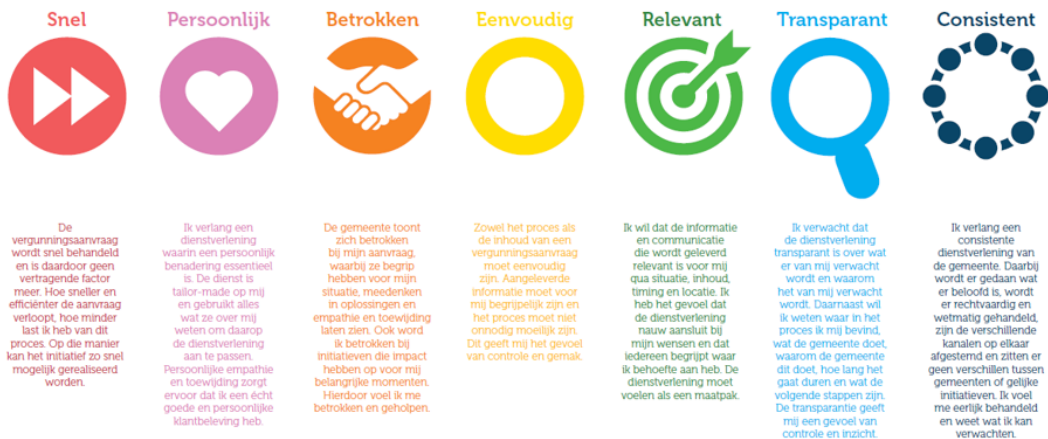 Snel
De
vergunningsaanvraag
wordt snel behandeld
en is daardoor geen
vertragende factor
meer. Hoe sneller en
efficiënter de aanvraag
verloopt, hoe minder
last ik heb van dit
proces. Op die manier
kan het initiatief zo snel
mogelijk gerealiseerd
worden.
Persoonlijk
Ik verlang een
dienstverlening
waarin een persoonlijk
benadering essentieel
is. De dienst is
tailor-made op mij
en gebruikt alles
wat ze over mij
weten om daarop
de dienstverlening
aan te passen.
Persoonlijke empathie
en toewijding zorgt
ervoor dat ik een écht
goede en persoonlijke
klantbeleving heb.
Betrokken
De gemeente toont
zich betrokken
bij mijn aanvraag,
waarbij ze begrip
hebben voor mijn
situatie, meedenken
in oplossingen en
empathie en toewijding
laten zien. Ook word
ik betrokken bij
initiatieven die impact
hebben op voor mij
belangrijke momenten.
Hierdoor voel ik me
betrokken en geholpen.
Eenvoudig
Zowel het proces als
de inhoud van een
vergunningsaanvraag
moet eenvoudig
zijn. Aangeleverde
informatie moet voor
mij begrijpelijk zijn en
het proces moet niet
onnodig moeilijk zijn.
Dit geeft mij het gevoel
van controle en gemak.
Relevant
Ik wil dat de informatie
en communicatie
die wordt geleverd
relevant is voor mij
qua situatie, inhoud,
timing en locatie. Ik
heb het gevoel dat
de dienstverlening
nauw aansluit bij
mijn wensen en dat
iedereen begrijpt waar
ik behoefte aan heb. De
dienstverlening moet
voelen als een maatpak.
Transparant
Ik verwacht dat
de dienstverlening
transparant is over wat
er van mij verwacht
wordt en waarom
het van mij verwacht
wordt. Daarnaast wil
ik weten waar in het
proces ik mij bevind,
wat de gemeente doet,
waarom de gemeente
dit doet, hoe lang het
gaat duren en wat de
volgende stappen zijn.
De transparantie geeft
mij een gevoel van
controle en inzicht.
Consistent
Ik verlang een
consistente
dienstverlening van
de gemeente. Daarbij
wordt er gedaan wat
er beloofd is, wordt
er rechtvaardig en
wetmatig gehandeld,
zijn de verschillende
kanalen op elkaar
afgestemd en zitten er
geen verschillen tussen
gemeenten of gelijke
initiatieven. Ik voel
me eerlijk behandeld
en weet wat ik kan
verwachten.